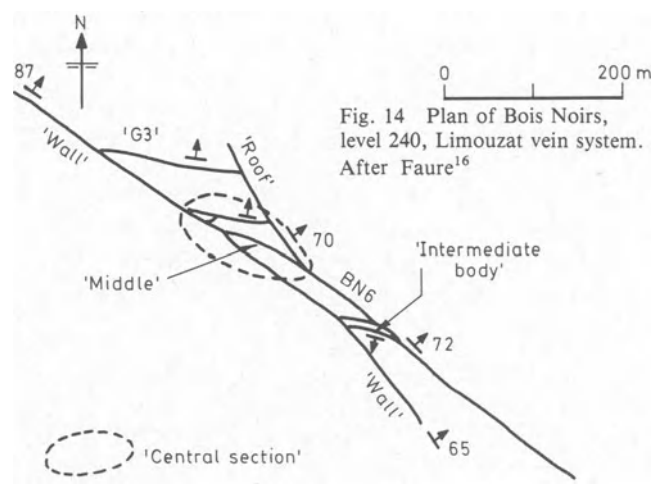 N
87
'Wall'
'G3'
'Roof'
0 200 m
Fig. 14 Plan of Bois Noirs,
level 240, Limouzat vein system.
After Faure16
70
'Intermediate
body'
'Middle'
BN6
72
'Wall'
65
'Central section'